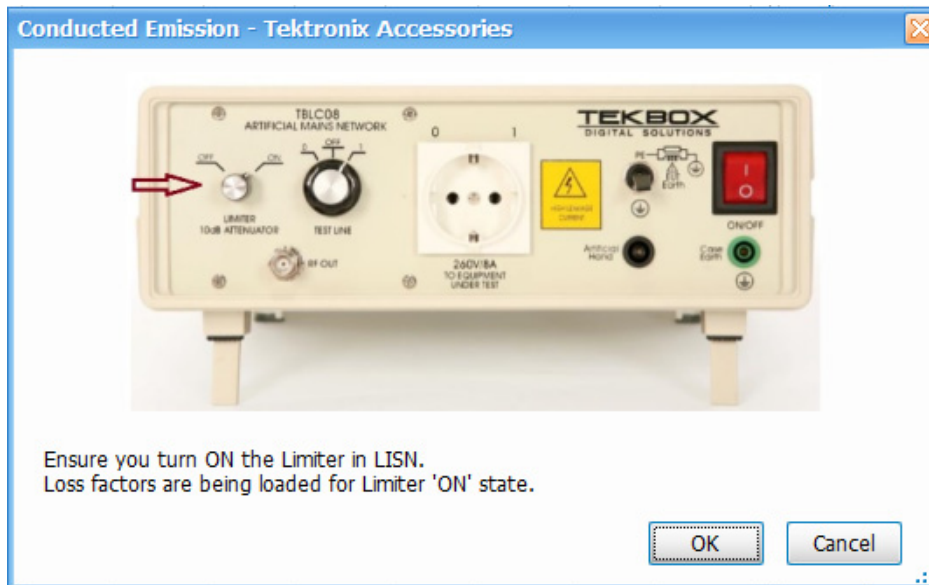 Conducted Emission - Tektronix Accessories
TBLC08
ARTIFICIAL MAINS NETWORK
TEKBOX
DIGITAL SOLUTIONS
OFF
ON
0
OFF
1
0 1
PE
Earth
HIGH LEAKAGE
CURRENT
I
O
LIMITER
10dB ATTENUATOR
TEST LINE
ON/OFF
RF OUT
260V/8A
TO EQUIPMENT
UNDER TEST
Artificial
Hand
Case
Earth
Ensure you turn ON the Limiter in LISN.
Loss factors are being loaded for Limiter 'ON' state.
OK Cancel